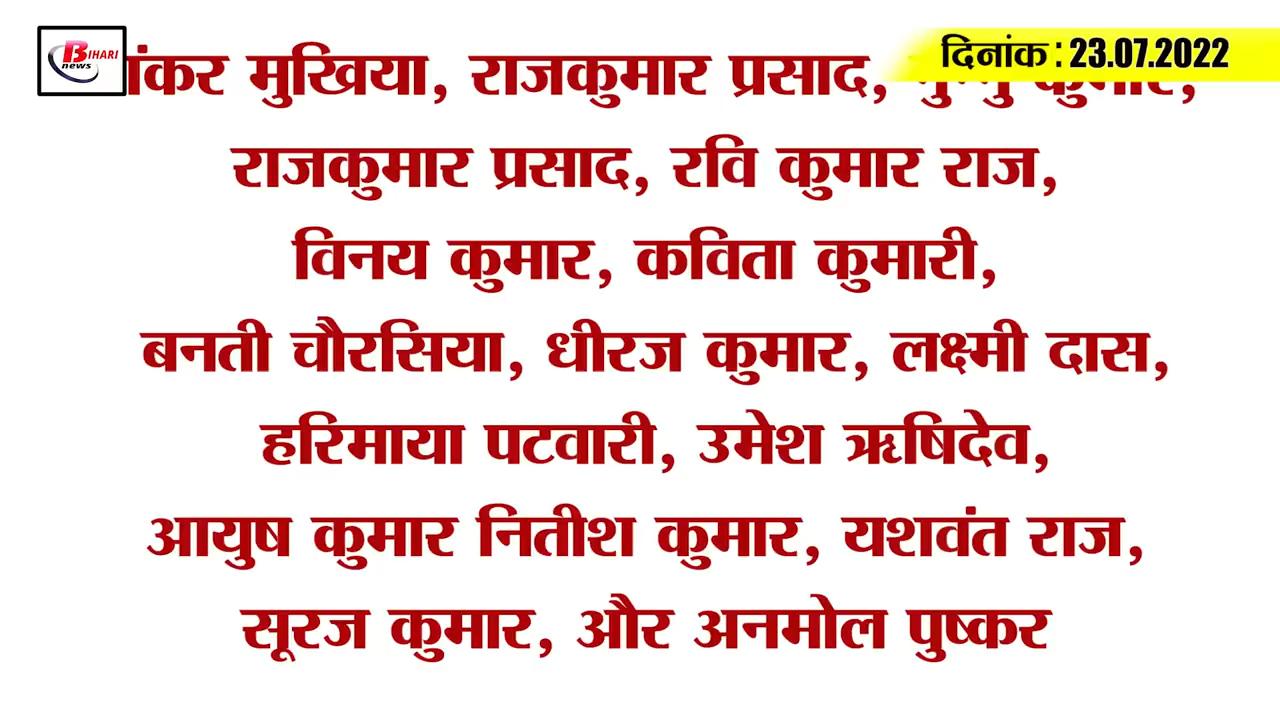 BIHARI
news
दिनांक : 23.07.2022
मुखिया, राजकुमार प्रसाद, कुमार,
राजकुमार प्रसाद, रवि कुमार राज,
विनय कुमार, कविता कुमारी,
बनती चौरसिया, धीरज कुमार, लक्ष्मी दास,
हरिमाया पटवारी, उमेश ऋषिदेव,
आयुष कुमार नितीश कुमार, यशवंत राज,
सूरज कुमार, और अनमोल पुष्कर